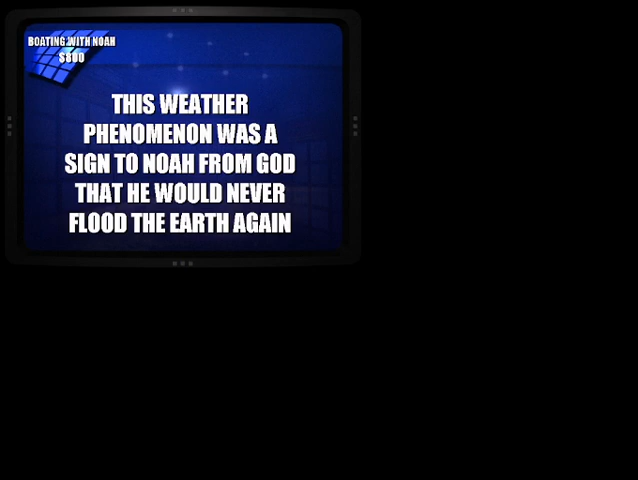 BOATING WITH NOAH
$800
THIS WEATHER
PHENOMENON WAS A
SIGN TO NOAH FROM GOD
THAT HE WOULD NEVER
FLOOD THE EARTH AGAIN